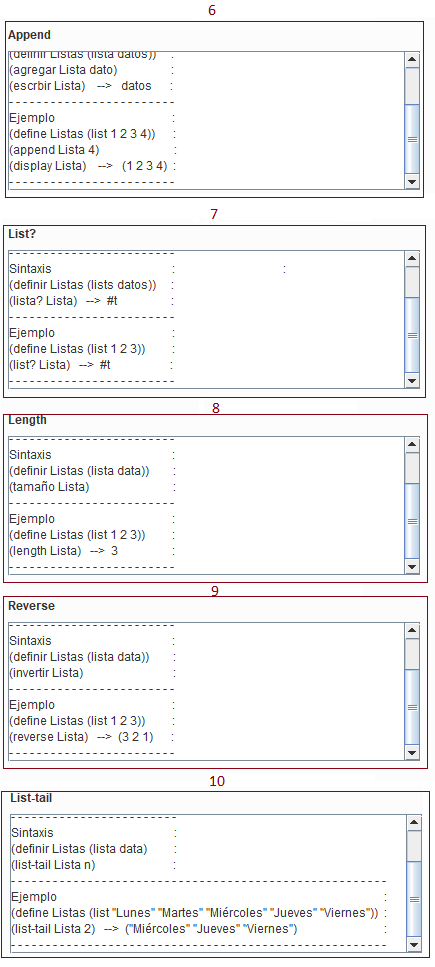 6
Append
(definir Listas (lista datos)) :
(agregar Lista dato) :
(escrbir Lista) --> datos :
- - - - - - - - - - - - - - - - - - - - - - -
Ejemplo :
(define Listas (list 1 2 3 4)) :
(append Lista 4) :
(display Lista) --> (1 2 3 4) :
- - - - - - - - - - - - - - - - - - - - - - -
7
List?
- - - - - - - - - - - - - - - - - - - - - - -
Sintaxis : :
(definir Listas (lists datos)) :
(lista? Lista) --> #t :
- - - - - - - - - - - - - - - - - - - - - - -
Ejemplo :
(define Listas (list 1 2 3)) :
(list? Lista) --> #t :
- - - - - - - - - - - - - - - - - - - - - - -
8
Length
- - - - - - - - - - - - - - - - - - - - - - -
Sintaxis :
(definir Listas (lista data)) :
(tamaño Lista) :
- - - - - - - - - - - - - - - - - - - - - - -
Ejemplo :
(define Listas (list 1 2 3)) :
(length Lista) --> 3 :
- - - - - - - - - - - - - - - - - - - - - - -
9
Reverse
- - - - - - - - - - - - - - - - - - - - - - -
Sintaxis :
(definir Listas (lista data)) :
(invertir Lista) :
- - - - - - - - - - - - - - - - - - - - - - -
Ejemplo :
(define Listas (list 1 2 3)) :
(reverse Lista) --> (3 2 1) :
- - - - - - - - - - - - - - - - - - - - - - -
10
List-tail
- - - - - - - - - - - - - - - - - - - - - - -
Sintaxis :
(definir Listas (lista data) :
(list-tail Lista n) :
- - - - - - - - - - - - - - - - - - - - - - - - - - - - - - - - - - - - - - - - - - - - - - - - - - - -
Ejemplo :
(define Listas (list "Lunes" "Martes" "Miércoles" "Jueves" "Viernes")) :
(list-tail Lista 2) --> ("Miércoles" "Jueves" "Viernes") :
- - - - - - - - - - - - - - - - - - - - - - - - - - - - - - - - - - - - - - - - - - - - - - - - - - - -